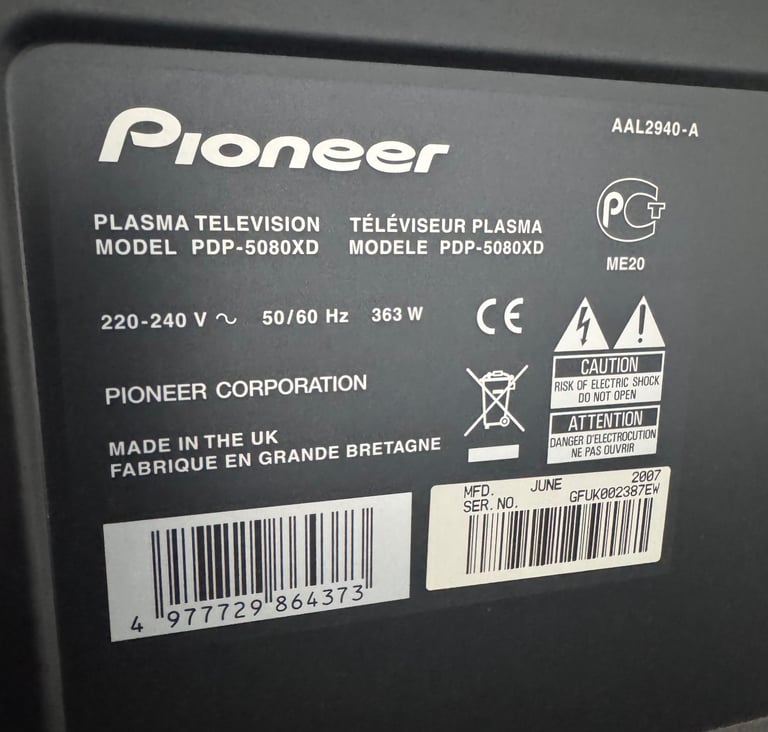 Pioneer
AAL2940-A
PLASMA TELEVISION
MODEL PDP-5080XD
TÉLÉVISEUR PLASMA
MODELE PDP-5080XD
PCT
ME20
220-240 V ~ 50/60 Hz 363 W
CE
PIONEER CORPORATION
CAUTION
RISK OF ELECTRIC SHOCK
DO NOT OPEN
ATTENTION
DANGER D'ELECTROCUTION
NE PAS OUVRIR
MADE IN THE UK
FABRIQUE EN GRANDE BRETAGNE
MFD. JUNE 2007
SER. NO. GFUK002387EW
4 977729 864373